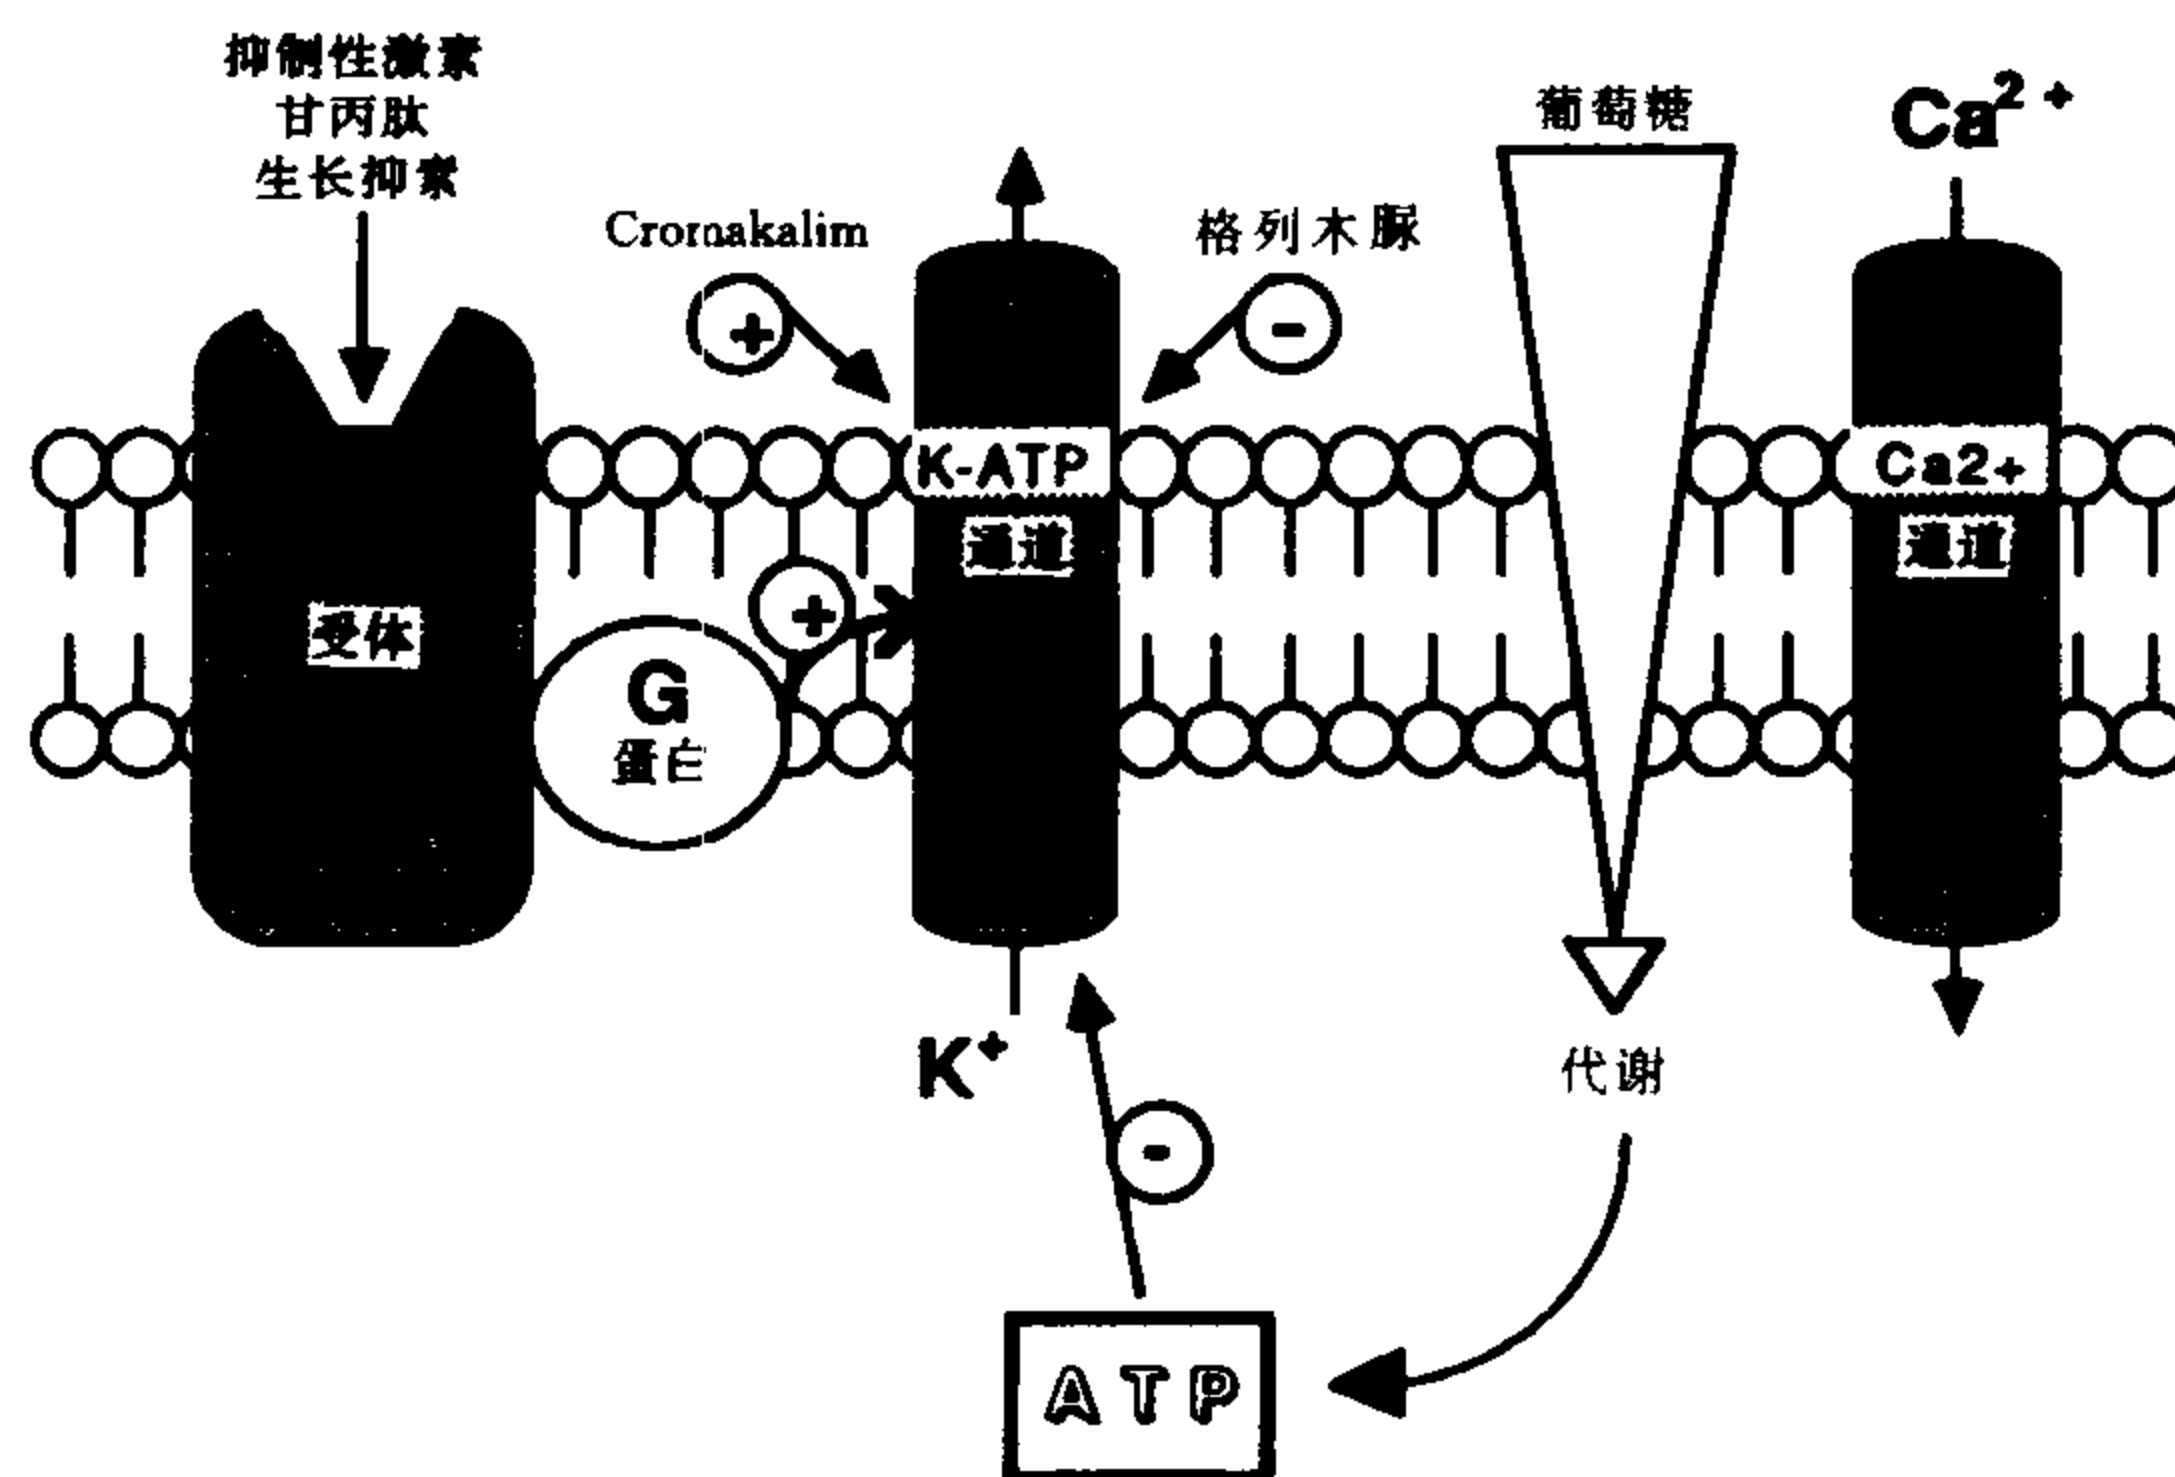 抑制性激素
甘丙肽
生长抑素
Cromakalim
+
格列木脲
-
葡萄糖
Ca2+
K-ATP
通道
Ca2+
通道
受体
+
G
蛋白
K+
-
代谢
ATP